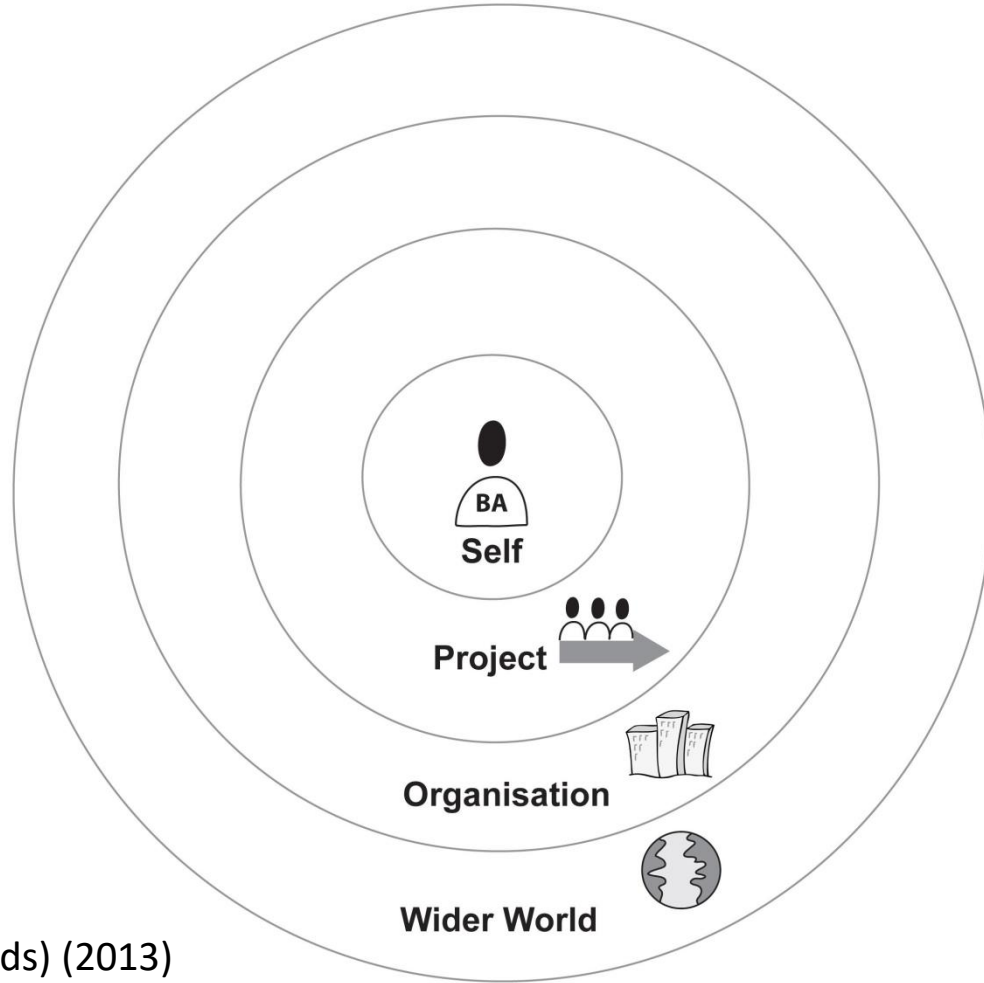 BA
Self
Project
Organisation
Wider World
ds) (2013)